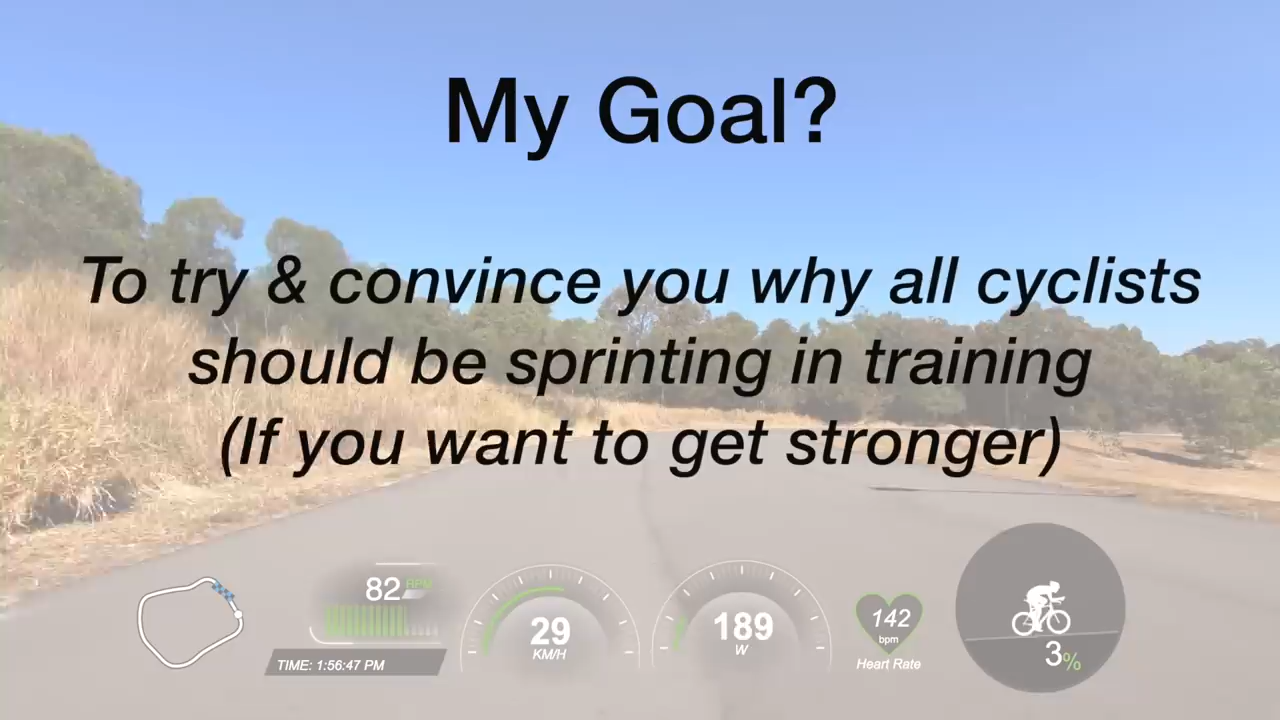 My Goal?
To try & convince you why all cyclists
should be sprinting in training
(If you want to get stronger)
82 RPM
TIME: 1:56:47 PM
29
KM/H
189
W
142
bpm
Heart Rate
3%